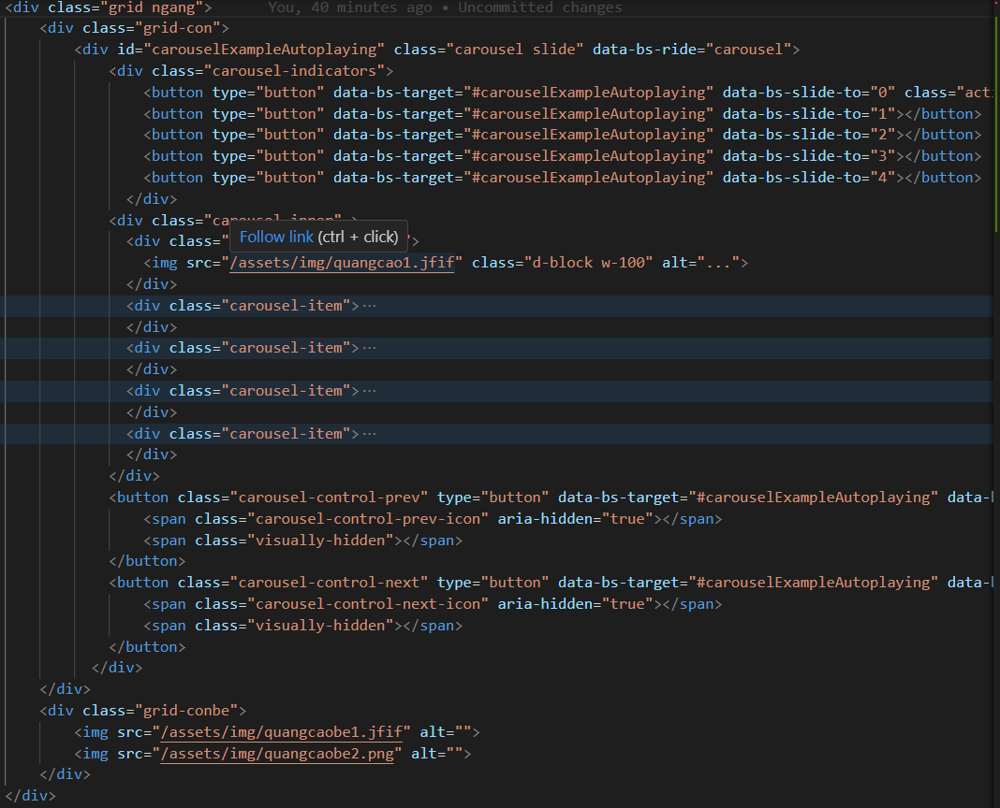 <div class="grid ngang"> You, 40 minutes ago • Uncommitted changes
<div class="grid-con">
<div id="carouselExampleAutoplaying" class="carousel slide" data-bs-ride="carousel">
<div class="carousel-indicators">
<button type="button" data-bs-target="#carouselExampleAutoplaying" data-bs-slide-to="0" class="act
<button type="button" data-bs-target="#carouselExampleAutoplaying" data-bs-slide-to="1"></button>
<button type="button" data-bs-target="#carouselExampleAutoplaying" data-bs-slide-to="2"></button>
<button type="button" data-bs-target="#carouselExampleAutoplaying" data-bs-slide-to="3"></button>
<button type="button" data-bs-target="#carouselExampleAutoplaying" data-bs-slide-to="4"></button>
</div>
<div class="carousel-inner">
Follow link (ctrl + click)
<div class=" ">
<img src="/assets/img/quangcao1.jfif" class="d-block w-100" alt="...">
</div>
<div class="carousel-item">···
</div>
<div class="carousel-item">···
</div>
<div class="carousel-item">···
</div>
<div class="carousel-item">···
</div>
</div>
<button class="carousel-control-prev" type="button" data-bs-target="#carouselExampleAutoplaying" data-
<span class="carousel-control-prev-icon" aria-hidden="true"></span>
<span class="visually-hidden"></span>
</button>
<button class="carousel-control-next" type="button" data-bs-target="#carouselExampleAutoplaying" data-
<span class="carousel-control-next-icon" aria-hidden="true"></span>
<span class="visually-hidden"></span>
</button>
</div>
</div>
<div class="grid-conbe">
<img src="/assets/img/quangcaobe1.jfif" alt="">
<img src="/assets/img/quangcaobe2.png" alt="">
</div>
</div>